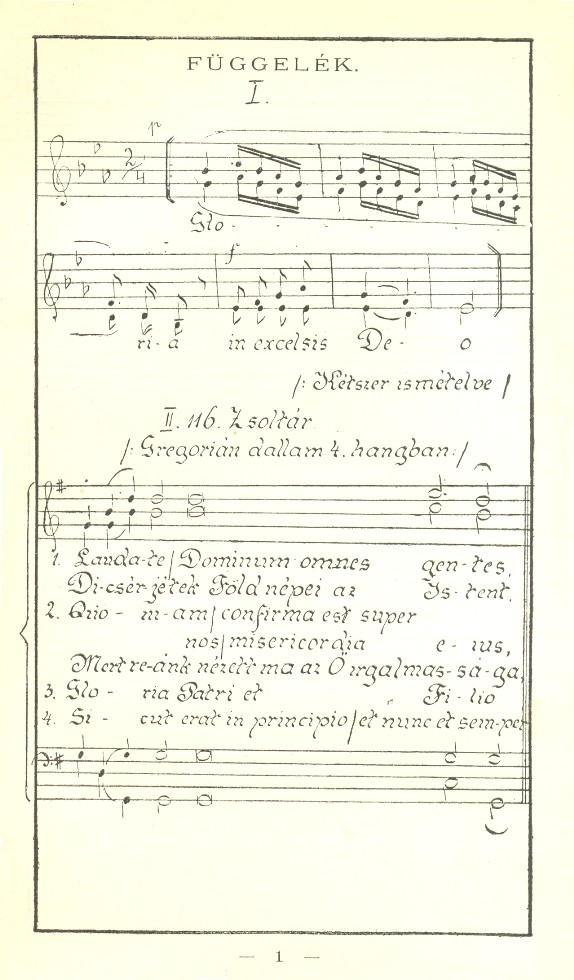 FÜGGELÉK.
I.
p
2/4
Glo -
f
ri - a in excelsis De - o
/: Kétszer ismételve /
II. 116. Zsoltár
/: Gregorián dallam 4. hangban :/
1. Lauda-te / Dominum omnes gen-tes,
Di-csér-jétek Föld népei az Is-tent.
2. Quo - ni-am / confirma est super
nos / misericordia e - ius,
Mert re-ánk nézett ma az Ő irgalmas-sá-ga,
3. Glo - ria Patri et Fi - lio
4. Si - cut erat in principio / et nunc et sem-per
— 1 —